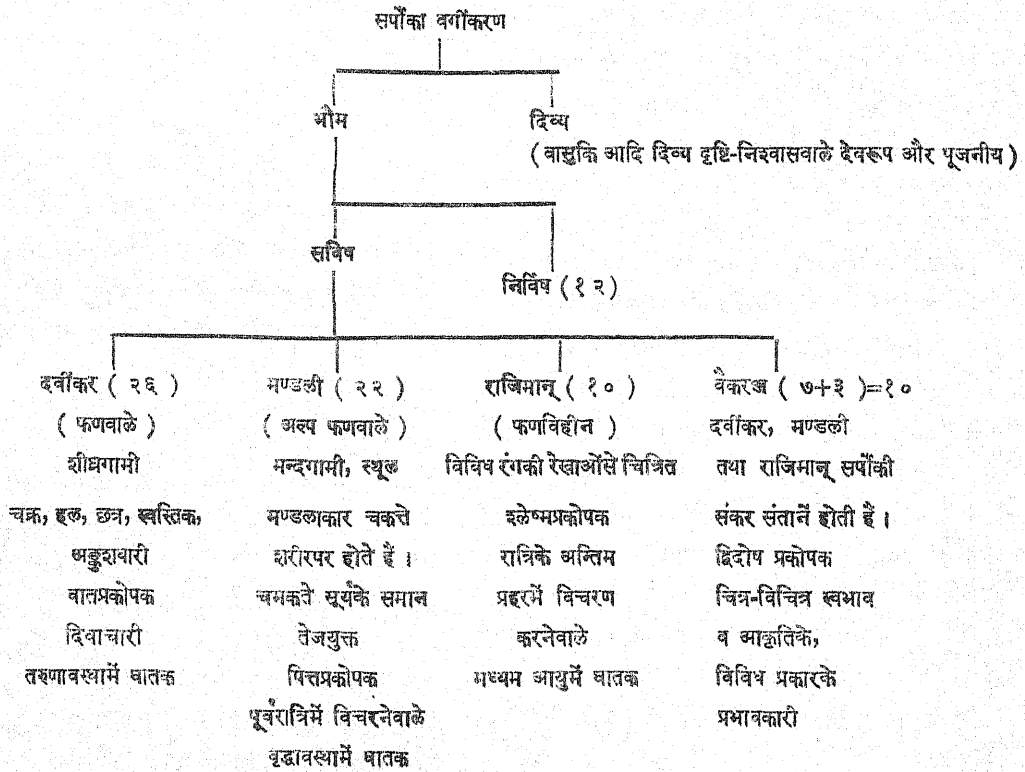 सर्पोंका वर्गीकरण
भौम
दिव्य
( वासुकि आदि दिव्य दृष्टि-निश्वासवाले देवरूप और पूजनीय )
सविष
निर्विष ( १२ )
दर्वीकर ( २६ )
( फणवाले )
शीघ्रगामी
चक्र, हल, छत्र, स्वस्तिक,
अङ्कुशधारी
वातप्रकोपक
दिवाचारी
तरुणावस्थामें घातक
मण्डली ( २२ )
( अल्प फणवाले )
मन्दगामी, स्थूल
मण्डलाकार चकत्ते
शरीरपर होते हैं ।
चमकते सूर्यके समान
तेजयुक्त
पित्तप्रकोपक
पूर्वरात्रिमें विचरनेवाले
वृद्धावस्थामें घातक
राजिमान् ( १० )
( फणविहीन )
विविध रंगकी रेखाओंसे चित्रित
श्लेष्मप्रकोपक
रात्रिके अन्तिम
प्रहरमें विचरण
करनेवाले
मध्यम आयुमें घातक
वैकरञ्ज ( ७+३ )=१०
दर्वीकर, मण्डली
तथा राजिमान् सर्पोंकी
संकर संतानें होती हैं ।
द्विदोष प्रकोपक
चित्र-विचित्र स्वभाव
व आकृतिके,
विविध प्रकारके
प्रभावकारी